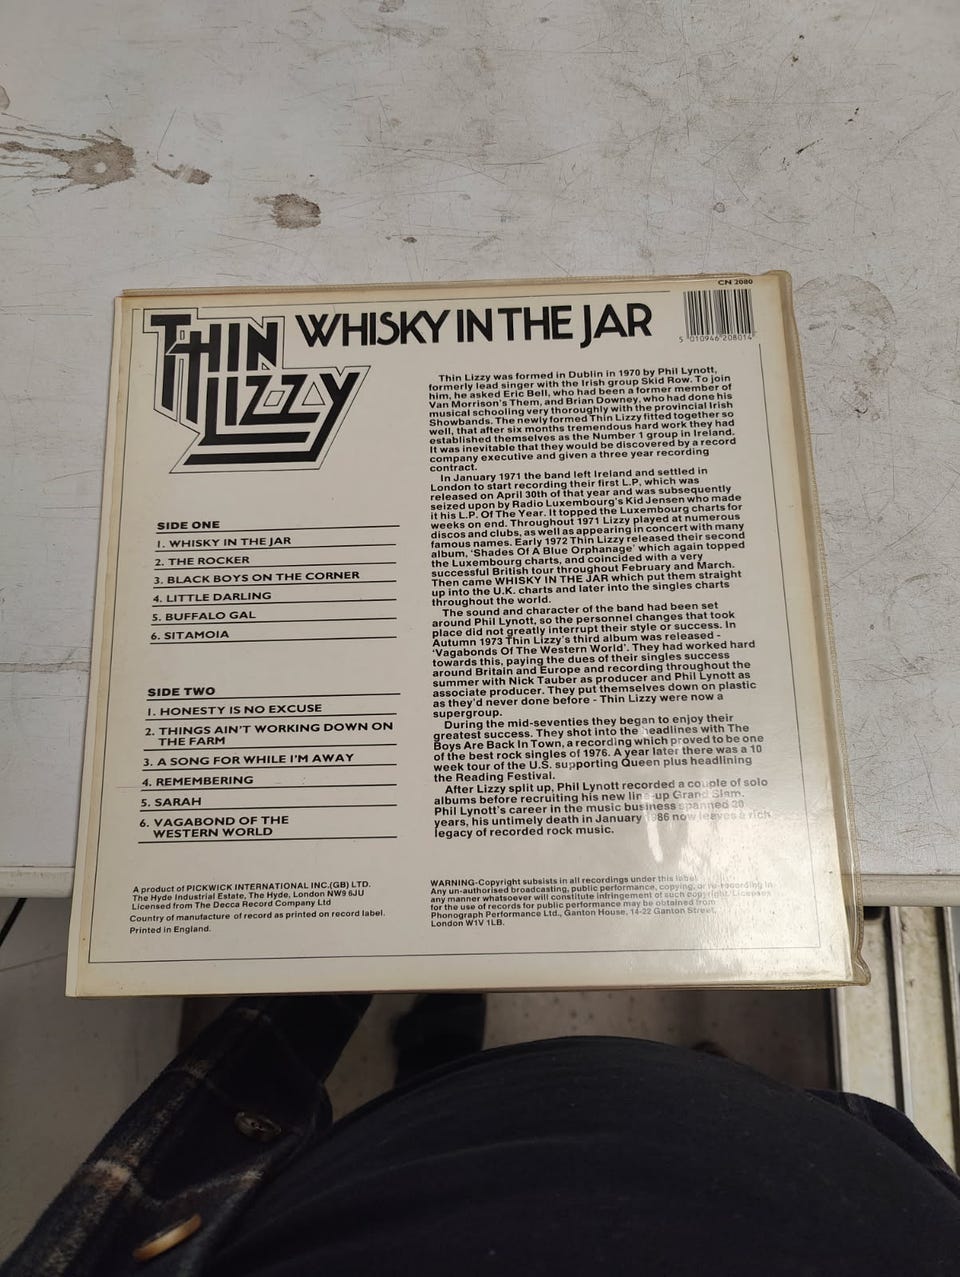 CN 2080
THIN LIZZY
WHISKY IN THE JAR
5 010946 208014
Thin Lizzy was formed in Dublin in 1970 by Phil Lynott,
formerly lead singer with the Irish group Skid Row. To join
him, he asked Eric Bell, who had been a former member of
Van Morrison's Them, and Brian Downey, who had done his
musical schooling very thoroughly with the provincial Irish
Showbands. The newly formed Thin Lizzy fitted together so
well, that after six months tremendous hard work they had
established themselves as the Number 1 group in Ireland.
It was inevitable that they would be discovered by a record
company executive and given a three year recording
contract.
In January 1971 the band left Ireland and settled in
London to start recording their first L.P, which was
released on April 30th of that year and was subsequently
seized upon by Radio Luxembourg's Kid Jensen who made
it his L.P. Of The Year. It topped the Luxembourg charts for
weeks on end. Throughout 1971 Lizzy played at numerous
discos and clubs, as well as appearing in concert with many
famous names. Early 1972 Thin Lizzy released their second
album, 'Shades Of A Blue Orphanage' which again topped
the Luxembourg charts, and coincided with a very
successful British tour throughout February and March.
Then came WHISKY IN THE JAR which put them straight
up into the U.K. charts and later into the singles charts
throughout the world.
The sound and character of the band had been set
around Phil Lynott, so the personnel changes that took
place did not greatly interrupt their style or success. In
Autumn 1973 Thin Lizzy's third album was released -
'Vagabonds Of The Western World'. They had worked hard
towards this, paying the dues of their singles success
around Britain and Europe and recording throughout the
summer with Nick Tauber as producer and Phil Lynott as
associate producer. They put themselves down on plastic
as they'd never done before - Thin Lizzy were now a
supergroup.
During the mid-seventies they began to enjoy their
greatest success. They shot into the headlines with The
Boys Are Back In Town, a recording which proved to be one
of the best rock singles of 1976. A year later there was a 10
week tour of the U.S. supporting Queen plus headlining
the Reading Festival.
After Lizzy split up, Phil Lynott recorded a couple of solo
albums before recruiting his new line-up Grand Slam.
Phil Lynott's career in the music business spanned 20
years, his untimely death in January 1986 now leaves a rich
legacy of recorded rock music.
SIDE ONE
1. WHISKY IN THE JAR
2. THE ROCKER
3. BLACK BOYS ON THE CORNER
4. LITTLE DARLING
5. BUFFALO GAL
6. SITAMOIA
SIDE TWO
1. HONESTY IS NO EXCUSE
2. THINGS AIN'T WORKING DOWN ON
THE FARM
3. A SONG FOR WHILE I'M AWAY
4. REMEMBERING
5. SARAH
6. VAGABOND OF THE
WESTERN WORLD
A product of PICKWICK INTERNATIONAL INC.(GB) LTD.
The Hyde Industrial Estate, The Hyde, London NW9 6JU
Licensed from The Decca Record Company Ltd
Country of manufacture of record as printed on record label.
Printed in England.
WARNING-Copyright subsists in all recordings under this label
Any un-authorised broadcasting, public performance, copying, or re-recording in
any manner whatsoever will constitute infringement of such copyright. Licences
for the use of records for public performance may be obtained from
Phonograph Performance Ltd., Ganton House, 14-22 Ganton Street,
London W1V 1LB.